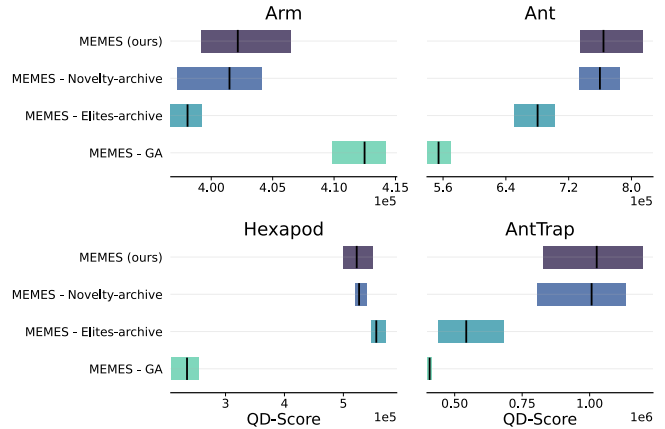 Arm
Ant
MEMES (ours)
MEMES - Novelty-archive
MEMES - Elites-archive
MEMES - GA
4.00 4.05 4.10 4.15
1e5
5.6 6.4 7.2 8.0
1e5
Hexapod
AntTrap
MEMES (ours)
MEMES - Novelty-archive
MEMES - Elites-archive
MEMES - GA
3 4 5
1e5
QD-Score
0.50 0.75 1.00
1e6
QD-Score